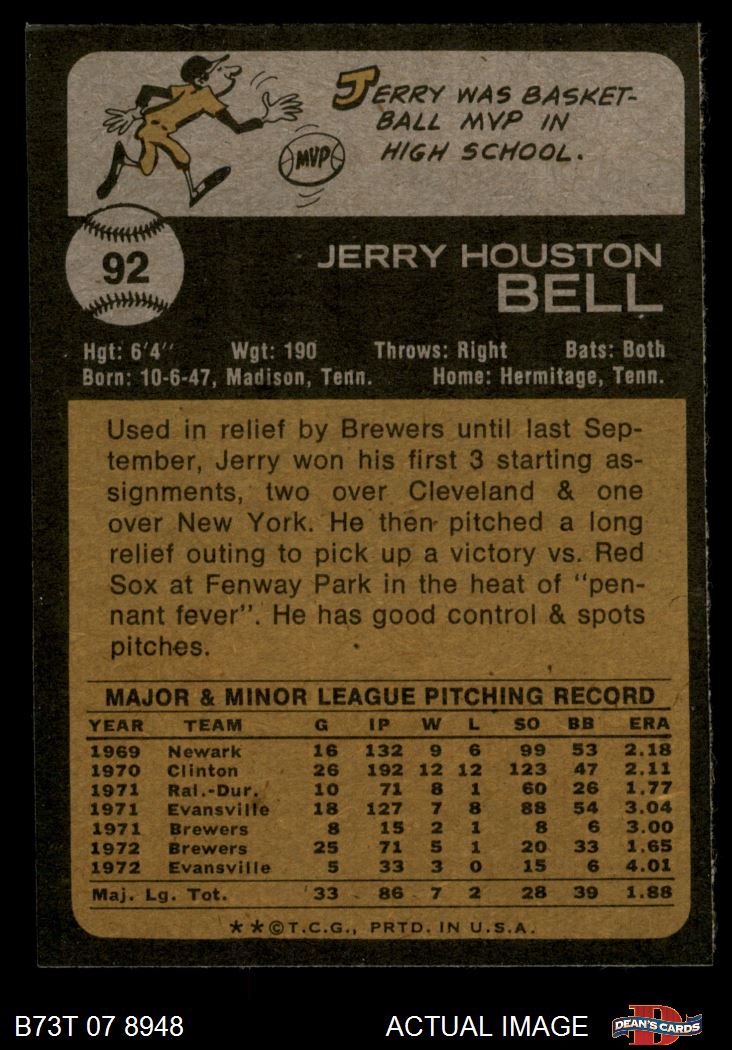 JERRY WAS BASKET-
BALL MVP IN
HIGH SCHOOL.
MVP
92
JERRY HOUSTON
BELL
Hgt: 6'4" Wgt: 190 Throws: Right Bats: Both
Born: 10-6-47, Madison, Tenn. Home: Hermitage, Tenn.
Used in relief by Brewers until last Sep-
tember, Jerry won his first 3 starting as-
signments, two over Cleveland & one
over New York. He then pitched a long
relief outing to pick up a victory vs. Red
Sox at Fenway Park in the heat of "pen-
nant fever". He has good control & spots
pitches.
MAJOR & MINOR LEAGUE PITCHING RECORD
YEAR TEAM G IP W L SO BB ERA
1969 Newark 16 132 9 6 99 53 2.18
1970 Clinton 26 192 12 12 123 47 2.11
1971 Ral.-Dur. 10 71 8 1 60 26 1.77
1971 Evansville 18 127 7 8 88 54 3.04
1971 Brewers 8 15 2 1 8 6 3.00
1972 Brewers 25 71 5 1 20 33 1.65
1972 Evansville 5 33 3 0 15 6 4.01
Maj. Lg. Tot. 33 86 7 2 28 39 1.88
**©T.C.G., PRTD. IN U.S.A.
B73T 07 8948 ACTUAL IMAGE D DEAN'S CARDS